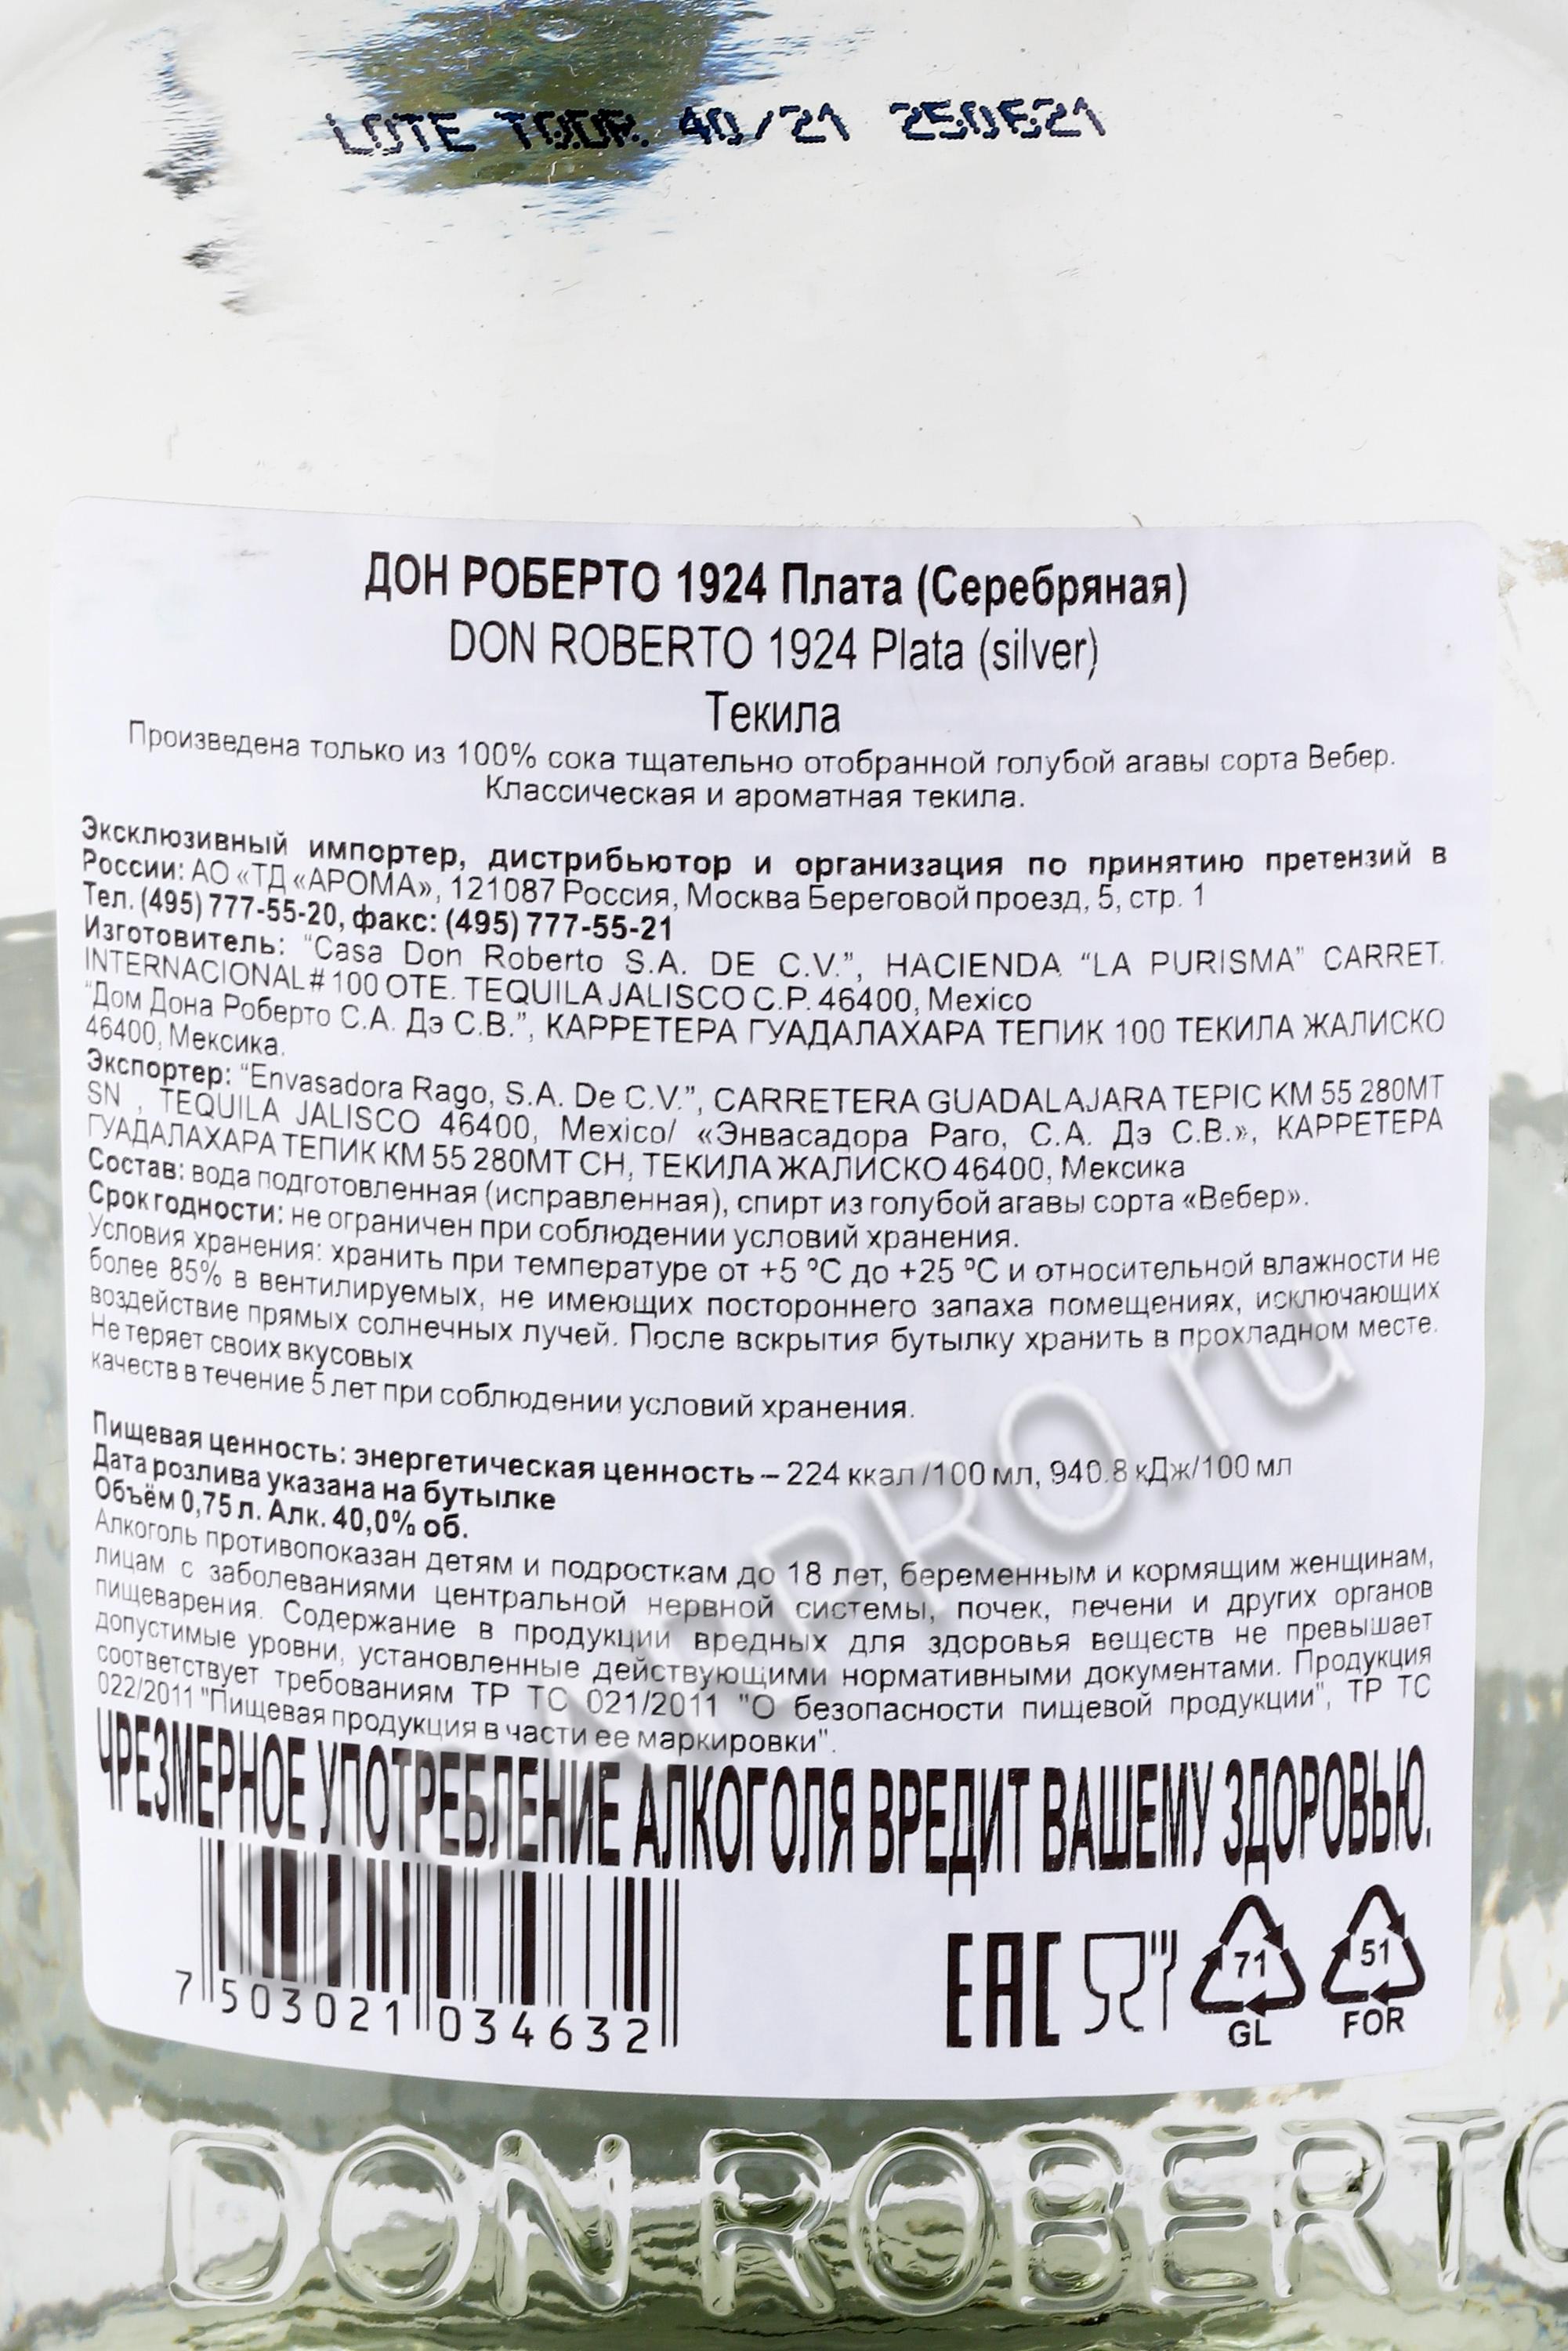 LOTE TODR. 40/21 250621
ДОН РОБЕРТО 1924 Плата (Серебряная)
DON ROBERTO 1924 Plata (silver)
Текила
Произведена только из 100% сока тщательно отобранной голубой агавы сорта Вебер.
Классическая и ароматная текила.
Эксклюзивный импортер, дистрибьютор и организация по принятию претензий в
России: АО «ТД «АРОМА», 121087 Россия, Москва Береговой проезд, 5, стр. 1
Тел. (495) 777-55-20, факс: (495) 777-55-21
Изготовитель: "Casa Don Roberto S.A. DE C.V.", HACIENDA "LA PURISMA" CARRET.
INTERNACIONAL # 100 OTE. TEQUILA JALISCO C.P. 46400, Mexico
"Дом Дона Роберто С.А. Дэ С.В.", КАРРЕТЕРА ГУАДАЛАХАРА ТЕПИК 100 ТЕКИЛА ЖАЛИСКО
46400, Мексика.
Экспортер: "Envasadora Rago, S.A. De C.V.", CARRETERA GUADALAJARA TEPIC KM 55 280MT
SN , TEQUILA JALISCO 46400, Mexico/ «Энвасадора Раго, С.А. Дэ С.В.», КАРРЕТЕРА
ГУАДАЛАХАРА ТЕПИК КМ 55 280МТ СН, ТЕКИЛА ЖАЛИСКО 46400, Мексика
Состав: вода подготовленная (исправленная), спирт из голубой агавы сорта «Вебер».
Срок годности: не ограничен при соблюдении условий хранения.
Условия хранения: хранить при температуре от +5 ºС до +25 ºС и относительной влажности не
более 85% в вентилируемых, не имеющих постороннего запаха помещениях, исключающих
воздействие прямых солнечных лучей. После вскрытия бутылку хранить в прохладном месте.
Не теряет своих вкусовых
качеств в течение 5 лет при соблюдении условий хранения.
Пищевая ценность: энергетическая ценность – 224 ккал /100 мл, 940.8 кДж/100 мл
Дата розлива указана на бутылке
Объём 0,75 л. Алк. 40,0% об.
Алкоголь противопоказан детям и подросткам до 18 лет, беременным и кормящим женщинам,
лицам с заболеваниями центральной нервной системы, почек, печени и других органов
пищеварения. Содержание в продукции вредных для здоровья веществ не превышает
допустимые уровни, установленные действующими нормативными документами. Продукция
соответствует требованиям ТР ТС 021/2011 "О безопасности пищевой продукции", ТР ТС
022/2011 "Пищевая продукция в части ее маркировки".
ЧРЕЗМЕРНОЕ УПОТРЕБЛЕНИЕ АЛКОГОЛЯ ВРЕДИТ ВАШЕМУ ЗДОРОВЬЮ.
7 503021 034632
EAC
71
GL
51
FOR
DON ROBERTO